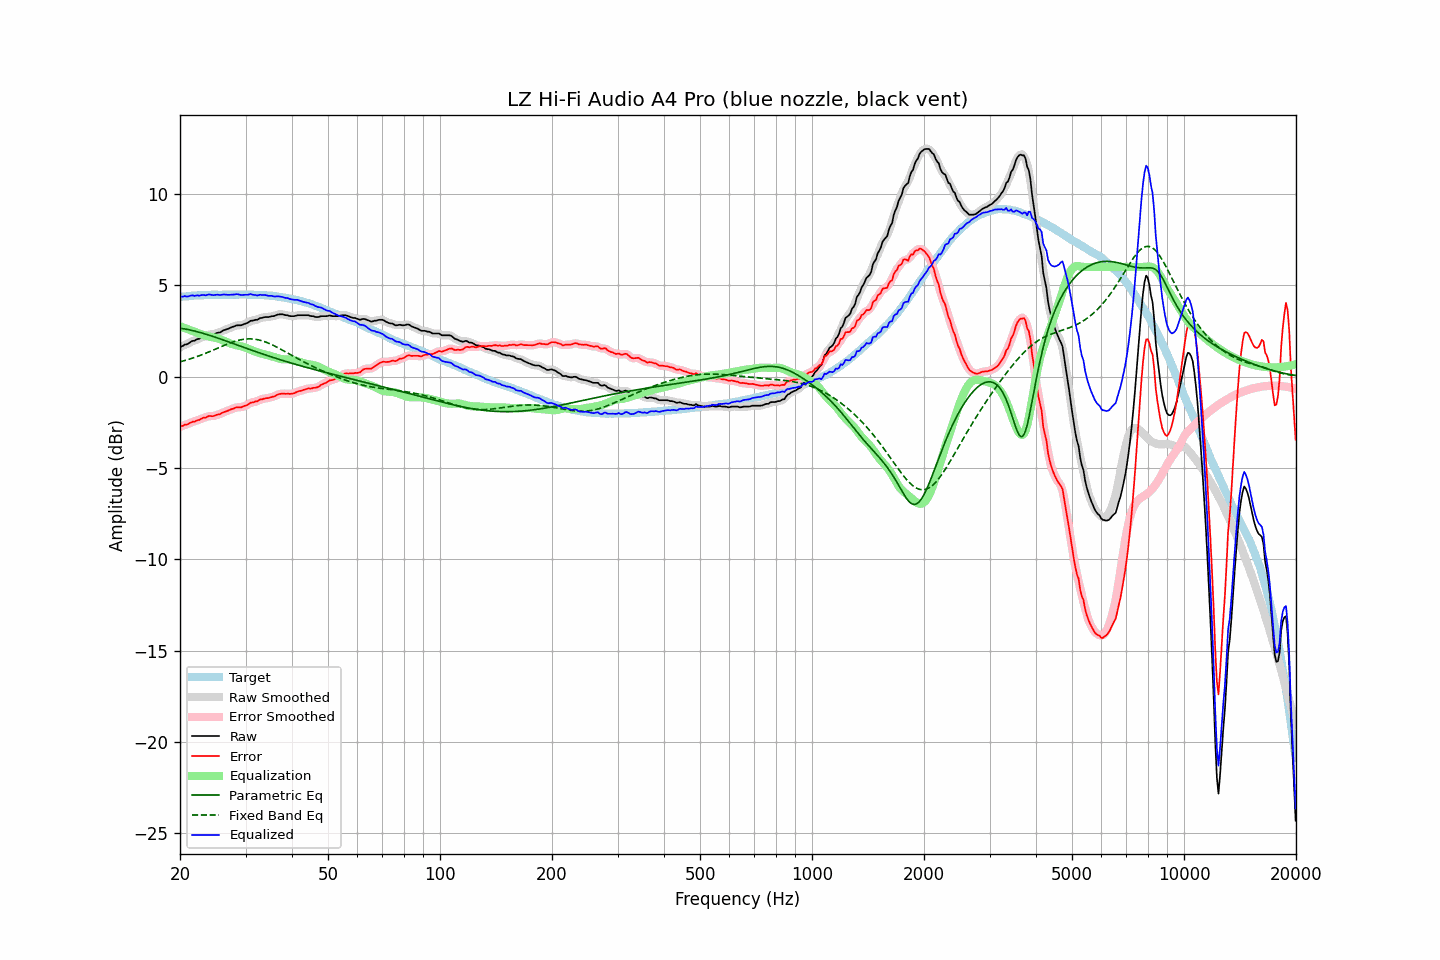 LZ Hi-Fi Audio A4 Pro (blue nozzle, black vent)
Amplitude (dBr)
10
5
0
−5
−10
−15
−20
−25
Target
Raw Smoothed
Error Smoothed
Raw
Error
Equalization
Parametric Eq
Fixed Band Eq
Equalized
20 50 100 200 500 1000 2000 5000 10000 20000
Frequency (Hz)